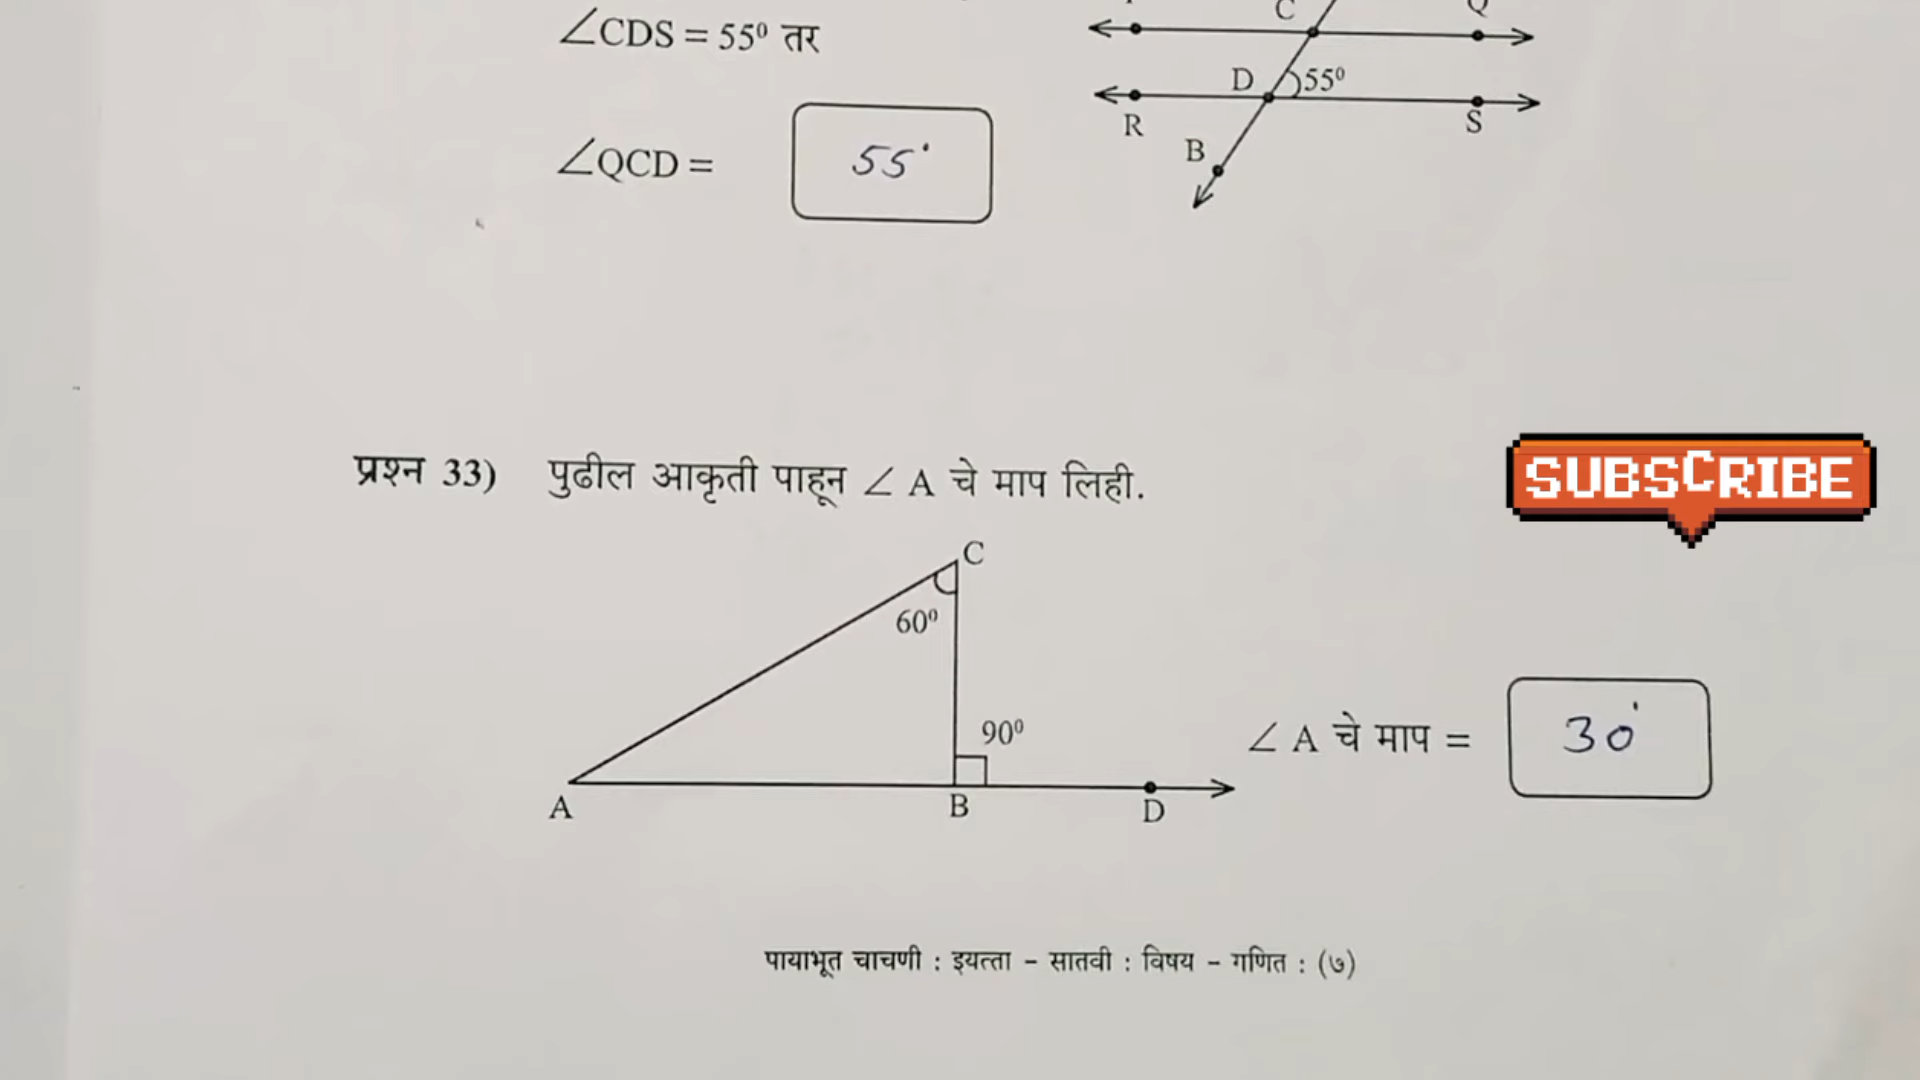 C Q
∠CDS = 55⁰ तर
D 55⁰
R S
∠QCD = 55°
B
प्रश्न 33) पुढील आकृती पाहून ∠ A चे माप लिही.
SUBSCRIBE
C
60⁰
90⁰
∠ A चे माप = 30°
A B D
पायाभूत चाचणी : इयत्ता - सातवी : विषय - गणित : (७)